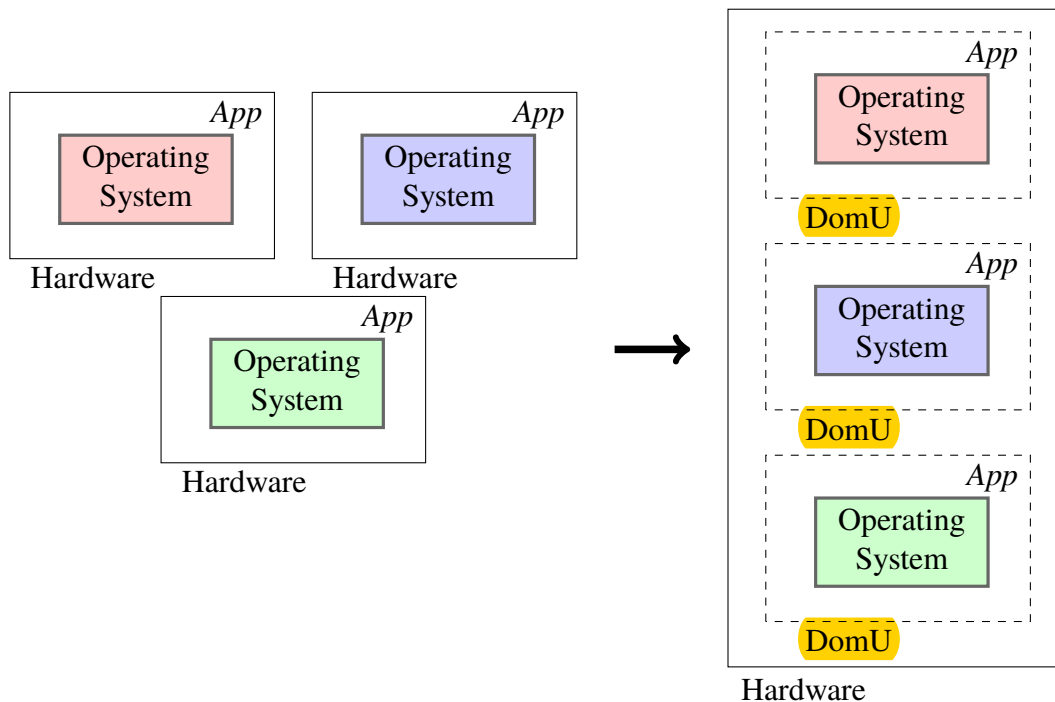 App
Operating
System
Hardware
App
Operating
System
Hardware
App
Operating
System
Hardware
App
Operating
System
DomU
App
Operating
System
DomU
App
Operating
System
DomU
Hardware